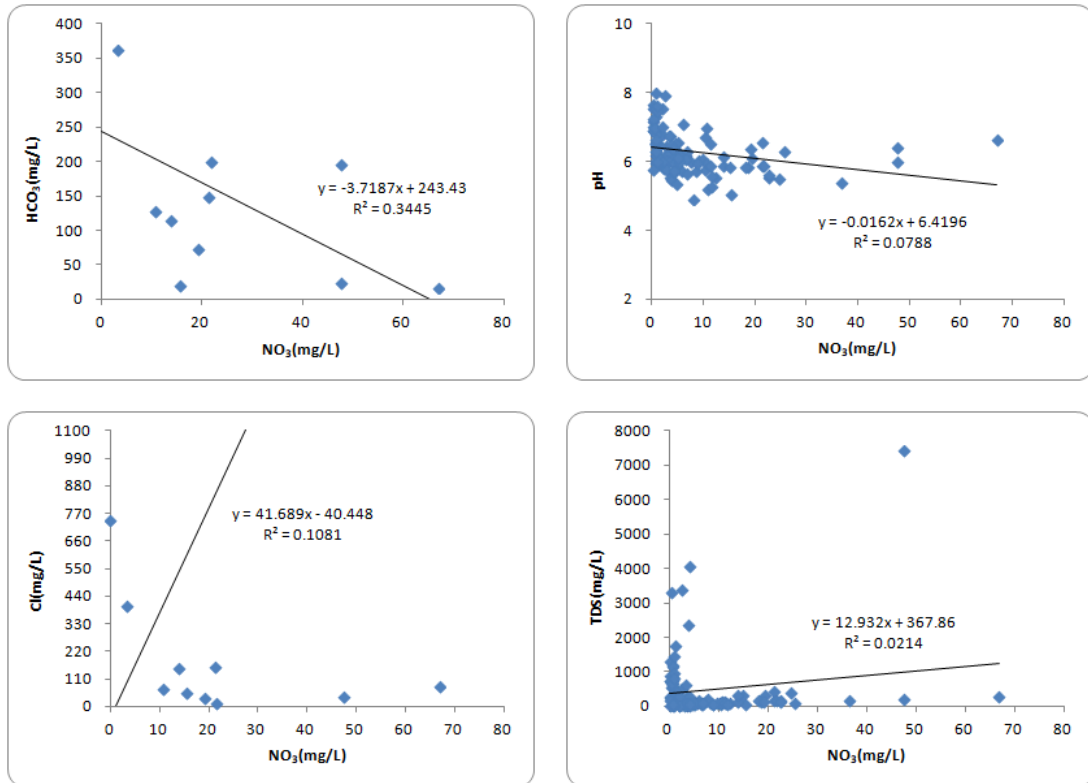 400
350
300
250
200
150
100
50
0
HCO₃(mg/L)
y = -3.7187x + 243.43
R² = 0.3445
0 20 40 60 80
NO₃(mg/L)
10
8
6
4
2
pH
y = -0.0162x + 6.4196
R² = 0.0788
0 10 20 30 40 50 60 70 80
NO₃(mg/L)
1100
990
880
770
660
550
440
330
220
110
0
Cl(mg/L)
y = 41.689x - 40.448
R² = 0.1081
0 10 20 30 40 50 60 70 80
NO₃(mg/L)
8000
7000
6000
5000
4000
3000
2000
1000
0
TDS(mg/L)
y = 12.932x + 367.86
R² = 0.0214
0 10 20 30 40 50 60 70 80
NO₃(mg/L)